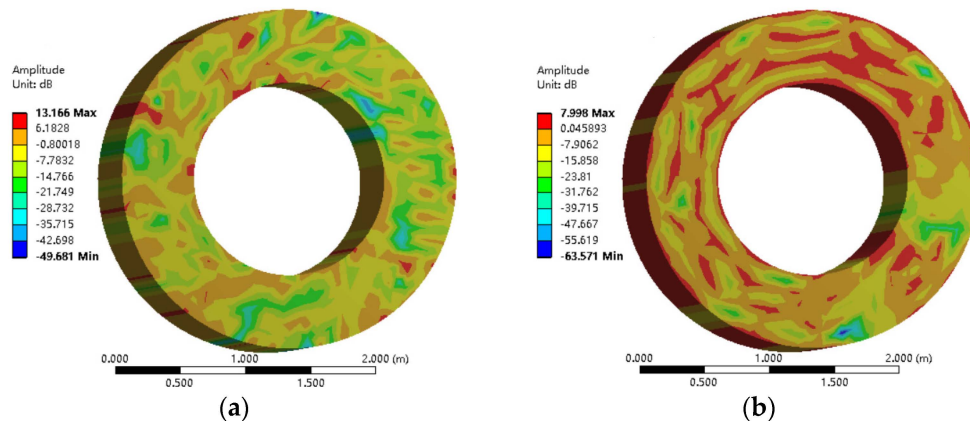 Amplitude
Unit: dB
13.166 Max
6.1828
-0.80018
-7.7832
-14.766
-21.749
-28.732
-35.715
-42.698
-49.681 Min
0.000
1.000
2.000 (m)
0.500
1.500
(a)
Amplitude
Unit: dB
7.998 Max
0.045893
-7.9062
-15.858
-23.81
-31.762
-39.715
-47.667
-55.619
-63.571 Min
0.000
1.000
2.000 (m)
0.500
1.500
(b)